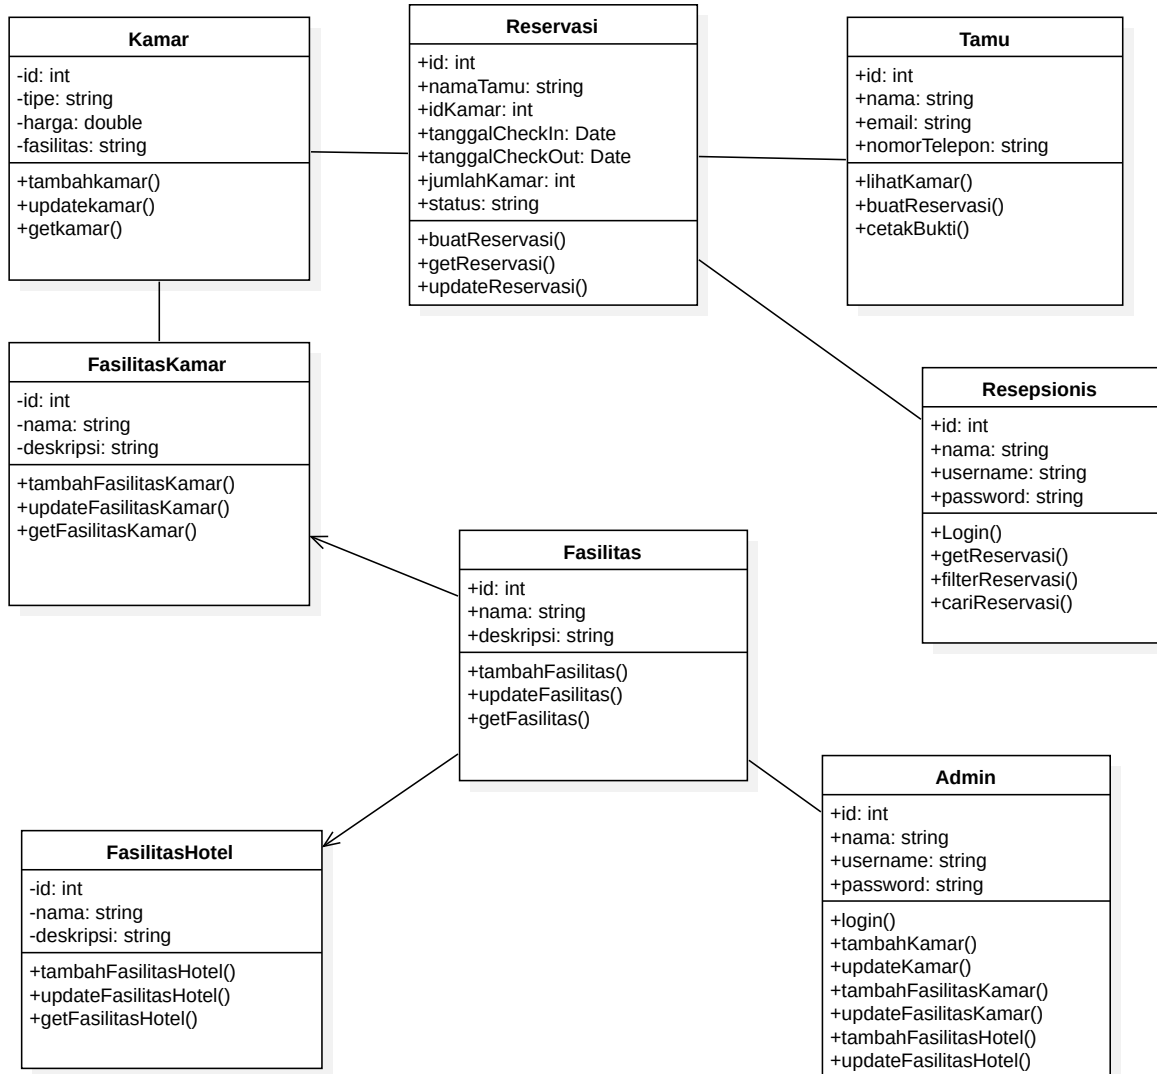 Kamar
-id: int
-tipe: string
-harga: double
-fasilitas: string
+tambahkamar()
+updatekamar()
+getkamar()
Reservasi
+id: int
+namaTamu: string
+idKamar: int
+tanggalCheckIn: Date
+tanggalCheckOut: Date
+jumlahKamar: int
+status: string
+buatReservasi()
+getReservasi()
+updateReservasi()
Tamu
+id: int
+nama: string
+email: string
+nomorTelepon: string
+lihatKamar()
+buatReservasi()
+cetakBukti()
FasilitasKamar
-id: int
-nama: string
-deskripsi: string
+tambahFasilitasKamar()
+updateFasilitasKamar()
+getFasilitasKamar()
Resepsionis
+id: int
+nama: string
+username: string
+password: string
+Login()
+getReservasi()
+filterReservasi()
+cariReservasi()
Fasilitas
+id: int
+nama: string
+deskripsi: string
+tambahFasilitas()
+updateFasilitas()
+getFasilitas()
FasilitasHotel
-id: int
-nama: string
-deskripsi: string
+tambahFasilitasHotel()
+updateFasilitasHotel()
+getFasilitasHotel()
Admin
+id: int
+nama: string
+username: string
+password: string
+login()
+tambahKamar()
+updateKamar()
+tambahFasilitasKamar()
+updateFasilitasKamar()
+tambahFasilitasHotel()
+updateFasilitasHotel()